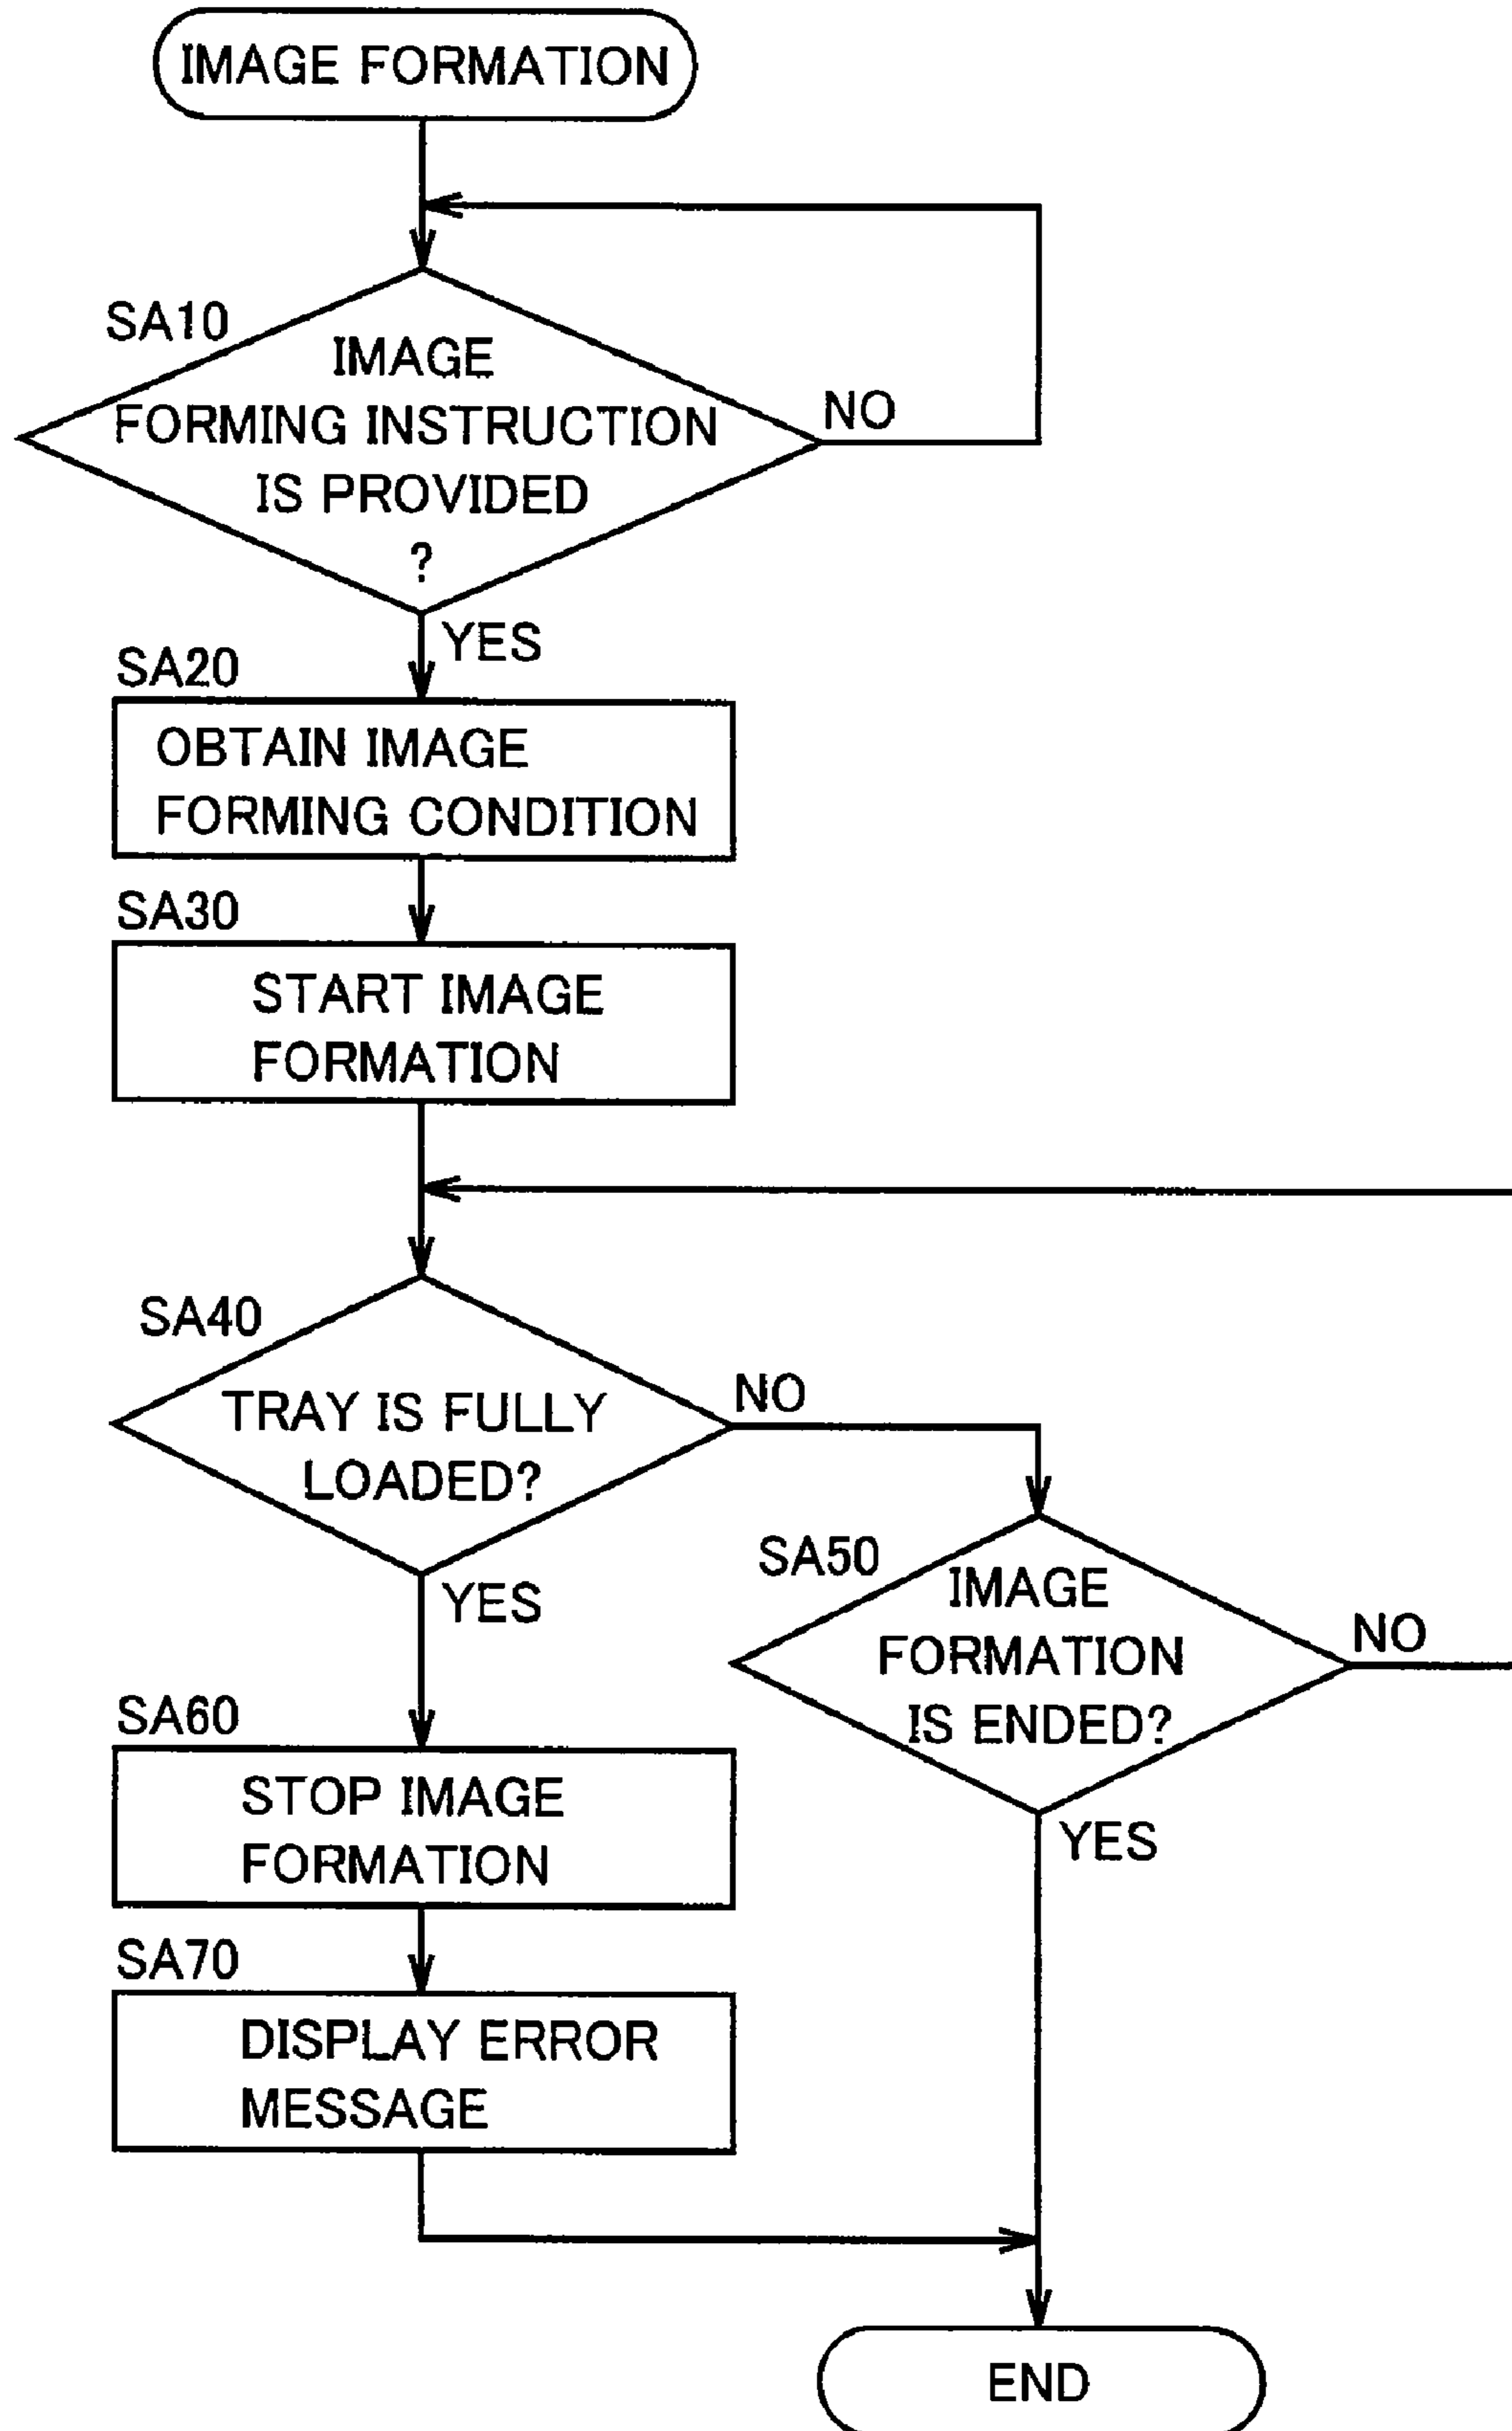 IMAGE FORMATION
SA10
IMAGE
FORMING INSTRUCTION
IS PROVIDED
?
NO
YES
SA20
OBTAIN IMAGE
FORMING CONDITION
SA30
START IMAGE
FORMATION
SA40
TRAY IS FULLY
LOADED?
NO
YES
SA50
IMAGE
FORMATION
IS ENDED?
NO
YES
SA60
STOP IMAGE
FORMATION
SA70
DISPLAY ERROR
MESSAGE
END